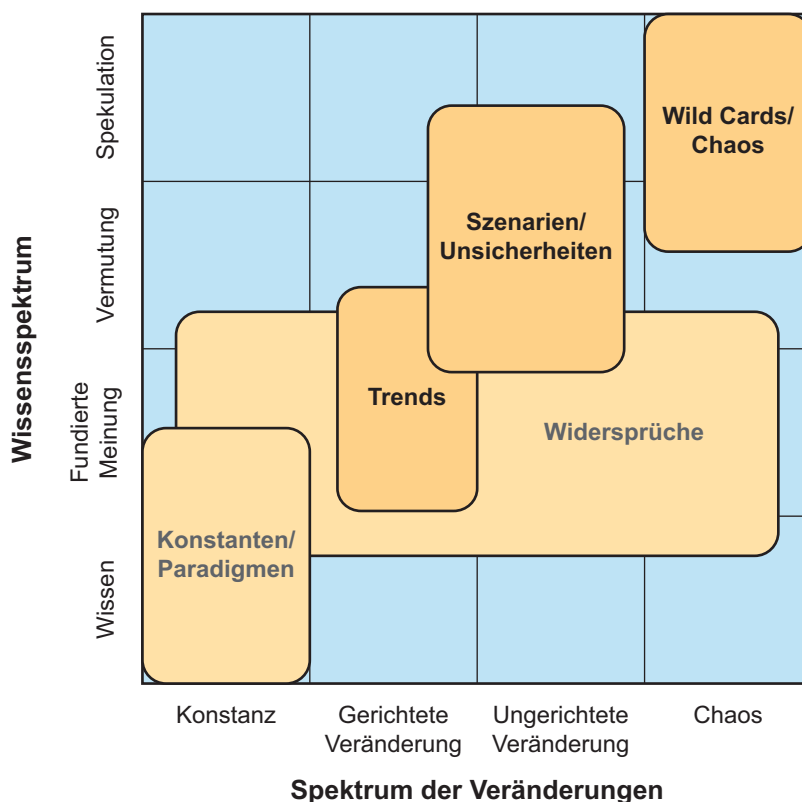 Wissensspektrum
Spekulation
Vermutung
Fundierte
Meinung
Wissen
Wild Cards/
Chaos
Szenarien/
Unsicherheiten
Trends
Widersprüche
Konstanten/
Paradigmen
Konstanz
Gerichtete
Veränderung
Ungerichtete
Veränderung
Chaos
Spektrum der Veränderungen